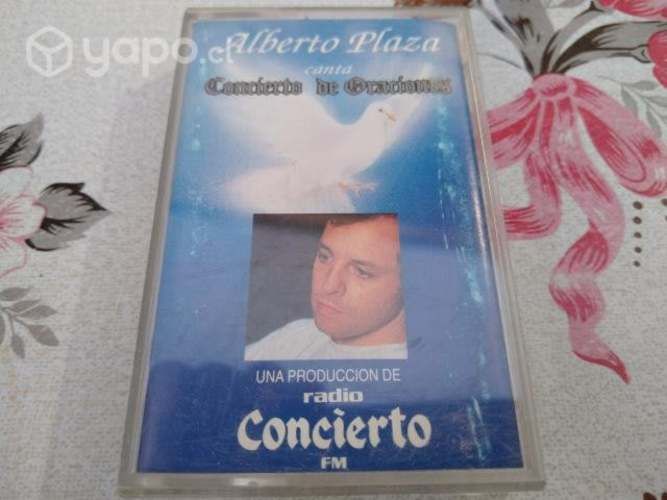 yapo.cl
Alberto Plaza
canta
Concierto de Oraciones
UNA PRODUCCION DE
radio
Concierto
FM